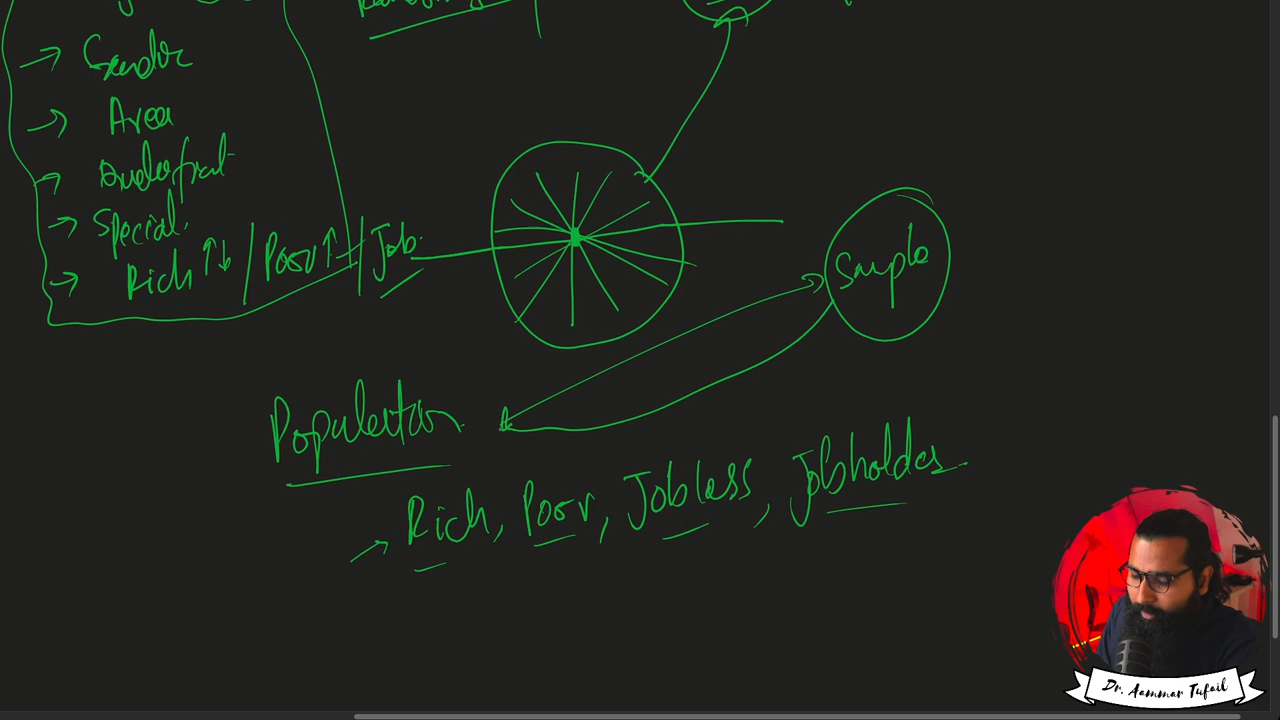 → Gender
→ Area
→
→ Special.
→ Rich ↑↓ / Poor ↑ / Job.
Sample
Population
→ Rich, Poor, Jobless, Jobholder.
Dr. Aammar Tufail